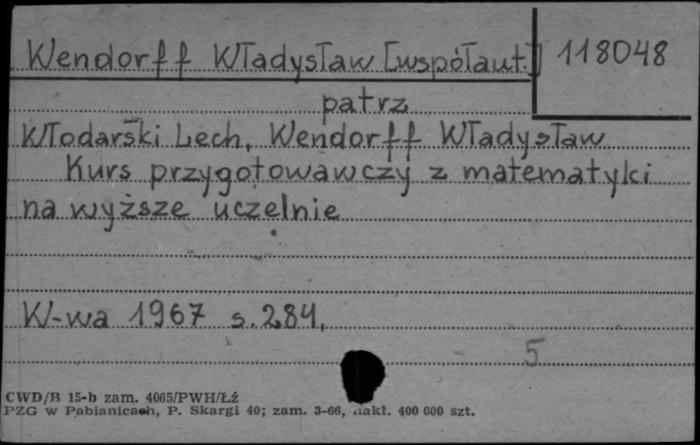 Wendorff Władysław [współaut.] 118048
patrz
Włodarski Lech, Wendorff Władysław
Kurs przygotowawczy z matematyki
na wyższe uczelnie
W-wa 1967 s. 284,
5
CWD/B 15-b zam. 4065/PWH/Łź
PZG w Pabianicach, P. Skargi 40; zam. 3-66, nakł. 400 000 szt.